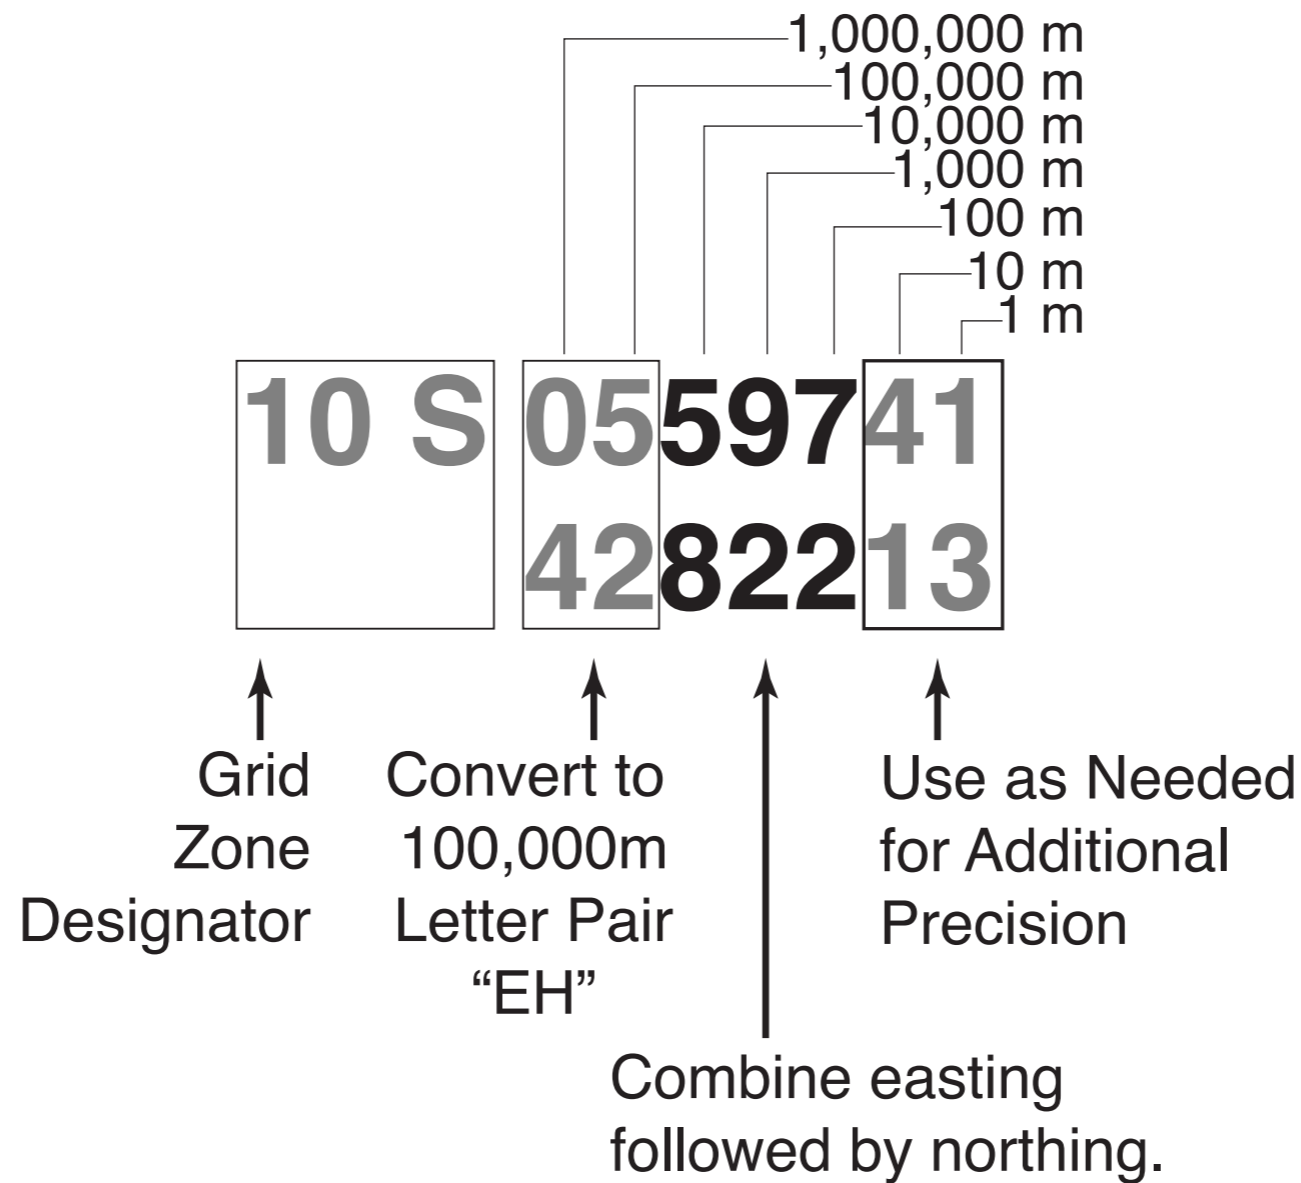 1,000,000 m
100,000 m
10,000 m
1,000 m
100 m
10 m
1 m
10 S 0559741
4282213
Grid
Zone
Designator
Convert to
100,000m
Letter Pair
“EH”
Use as Needed
for Additional
Precision
Combine easting
followed by northing.